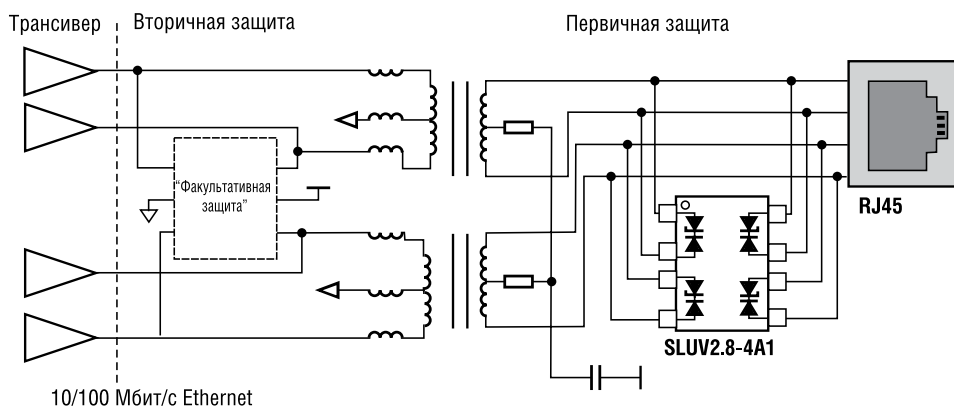 Трансивер
Вторичная защита
Первичная защита
“Факультативная
защита”
RJ45
SLUV2.8-4A1
10/100 Мбит/с Ethernet